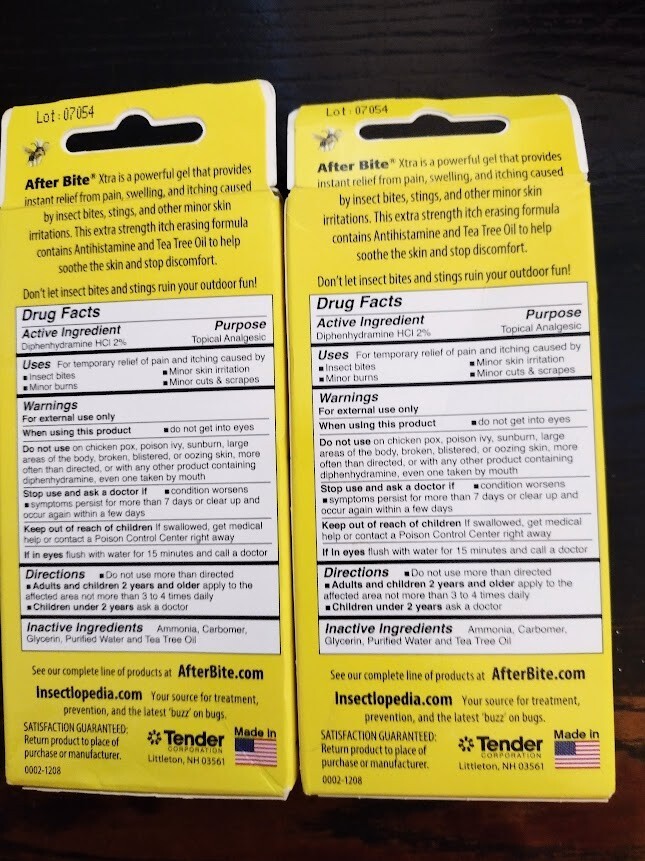 Lot: 07054
After Bite® Xtra is a powerful gel that provides
instant relief from pain, swelling, and itching caused
by insect bites, stings, and other minor skin
irritations. This extra strength itch erasing formula
contains Antihistamine and Tea Tree Oil to help
soothe the skin and stop discomfort.
Don't let insect bites and stings ruin your outdoor fun!
Drug Facts
Active Ingredient Purpose
Diphenhydramine HCl 2% Topical Analgesic
Uses For temporary relief of pain and itching caused by
■ Insect bites ■ Minor skin irritation
■ Minor burns ■ Minor cuts & scrapes
Warnings
For external use only
When using this product ■ do not get into eyes
Do not use on chicken pox, poison ivy, sunburn, large
areas of the body, broken, blistered, or oozing skin, more
often than directed, or with any other product containing
diphenhydramine, even one taken by mouth
Stop use and ask a doctor if ■ condition worsens
■ symptoms persist for more than 7 days or clear up and
occur again within a few days
Keep out of reach of children If swallowed, get medical
help or contact a Poison Control Center right away
If in eyes flush with water for 15 minutes and call a doctor
Directions ■ Do not use more than directed
■ Adults and children 2 years and older apply to the
affected area not more than 3 to 4 times daily
■ Children under 2 years ask a doctor
Inactive Ingredients Ammonia, Carbomer,
Glycerin, Purified Water and Tea Tree Oil
See our complete line of products at AfterBite.com
Insectlopedia.com Your source for treatment,
prevention, and the latest 'buzz' on bugs.
SATISFACTION GUARANTEED:
Return product to place of
purchase or manufacturer.
0002-1208
Tender
CORPORATION
Littleton, NH 03561
Made in
Lot: 07054
After Bite® Xtra is a powerful gel that provides
instant relief from pain, swelling, and itching caused
by insect bites, stings, and other minor skin
irritations. This extra strength itch erasing formula
contains Antihistamine and Tea Tree Oil to help
soothe the skin and stop discomfort.
Don't let insect bites and stings ruin your outdoor fun!
Drug Facts
Active Ingredient Purpose
Diphenhydramine HCl 2% Topical Analgesic
Uses For temporary relief of pain and itching caused by
■ Insect bites ■ Minor skin irritation
■ Minor burns ■ Minor cuts & scrapes
Warnings
For external use only
When using this product ■ do not get into eyes
Do not use on chicken pox, poison ivy, sunburn, large
areas of the body, broken, blistered, or oozing skin, more
often than directed, or with any other product containing
diphenhydramine, even one taken by mouth
Stop use and ask a doctor if ■ condition worsens
■ symptoms persist for more than 7 days or clear up and
occur again within a few days
Keep out of reach of children If swallowed, get medical
help or contact a Poison Control Center right away
If in eyes flush with water for 15 minutes and call a doctor
Directions ■ Do not use more than directed
■ Adults and children 2 years and older apply to the
affected area not more than 3 to 4 times daily
■ Children under 2 years ask a doctor
Inactive Ingredients Ammonia, Carbomer,
Glycerin, Purified Water and Tea Tree Oil
See our complete line of products at AfterBite.com
Insectlopedia.com Your source for treatment,
prevention, and the latest 'buzz' on bugs.
SATISFACTION GUARANTEED:
Return product to place of
purchase or manufacturer.
0002-1208
Tender
CORPORATION
Littleton, NH 03561
Made in